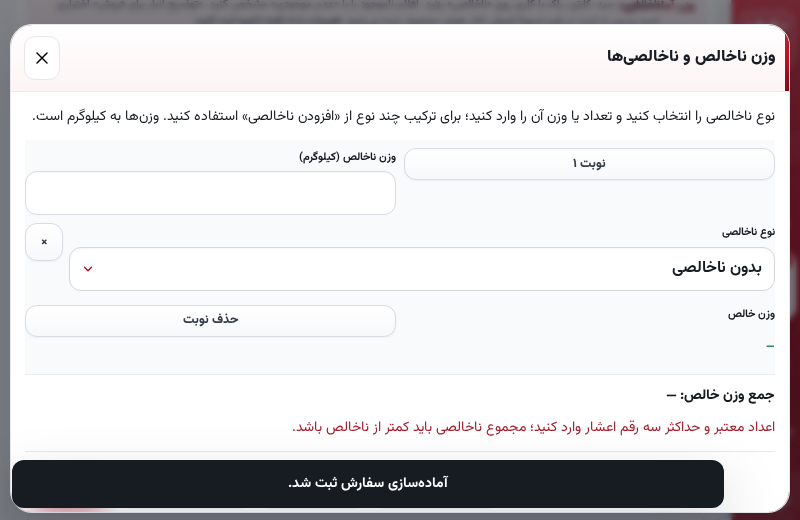 وزن ناخالص و ناخالصی‌ها
نوع ناخالصی را انتخاب کنید و تعداد یا وزن آن را وارد کنید؛ برای ترکیب چند نوع از «افزودن ناخالصی» استفاده کنید. وزن‌ها به کیلوگرم است.
نوبت ۱
وزن ناخالص (کیلوگرم)
نوع ناخالصی
×
بدون ناخالصی
وزن خالص
حذف نوبت
—
جمع وزن خالص: —
اعداد معتبر و حداکثر سه رقم اعشار وارد کنید؛ مجموع ناخالصی باید کمتر از ناخالص باشد.
آماده‌سازی سفارش ثبت شد.